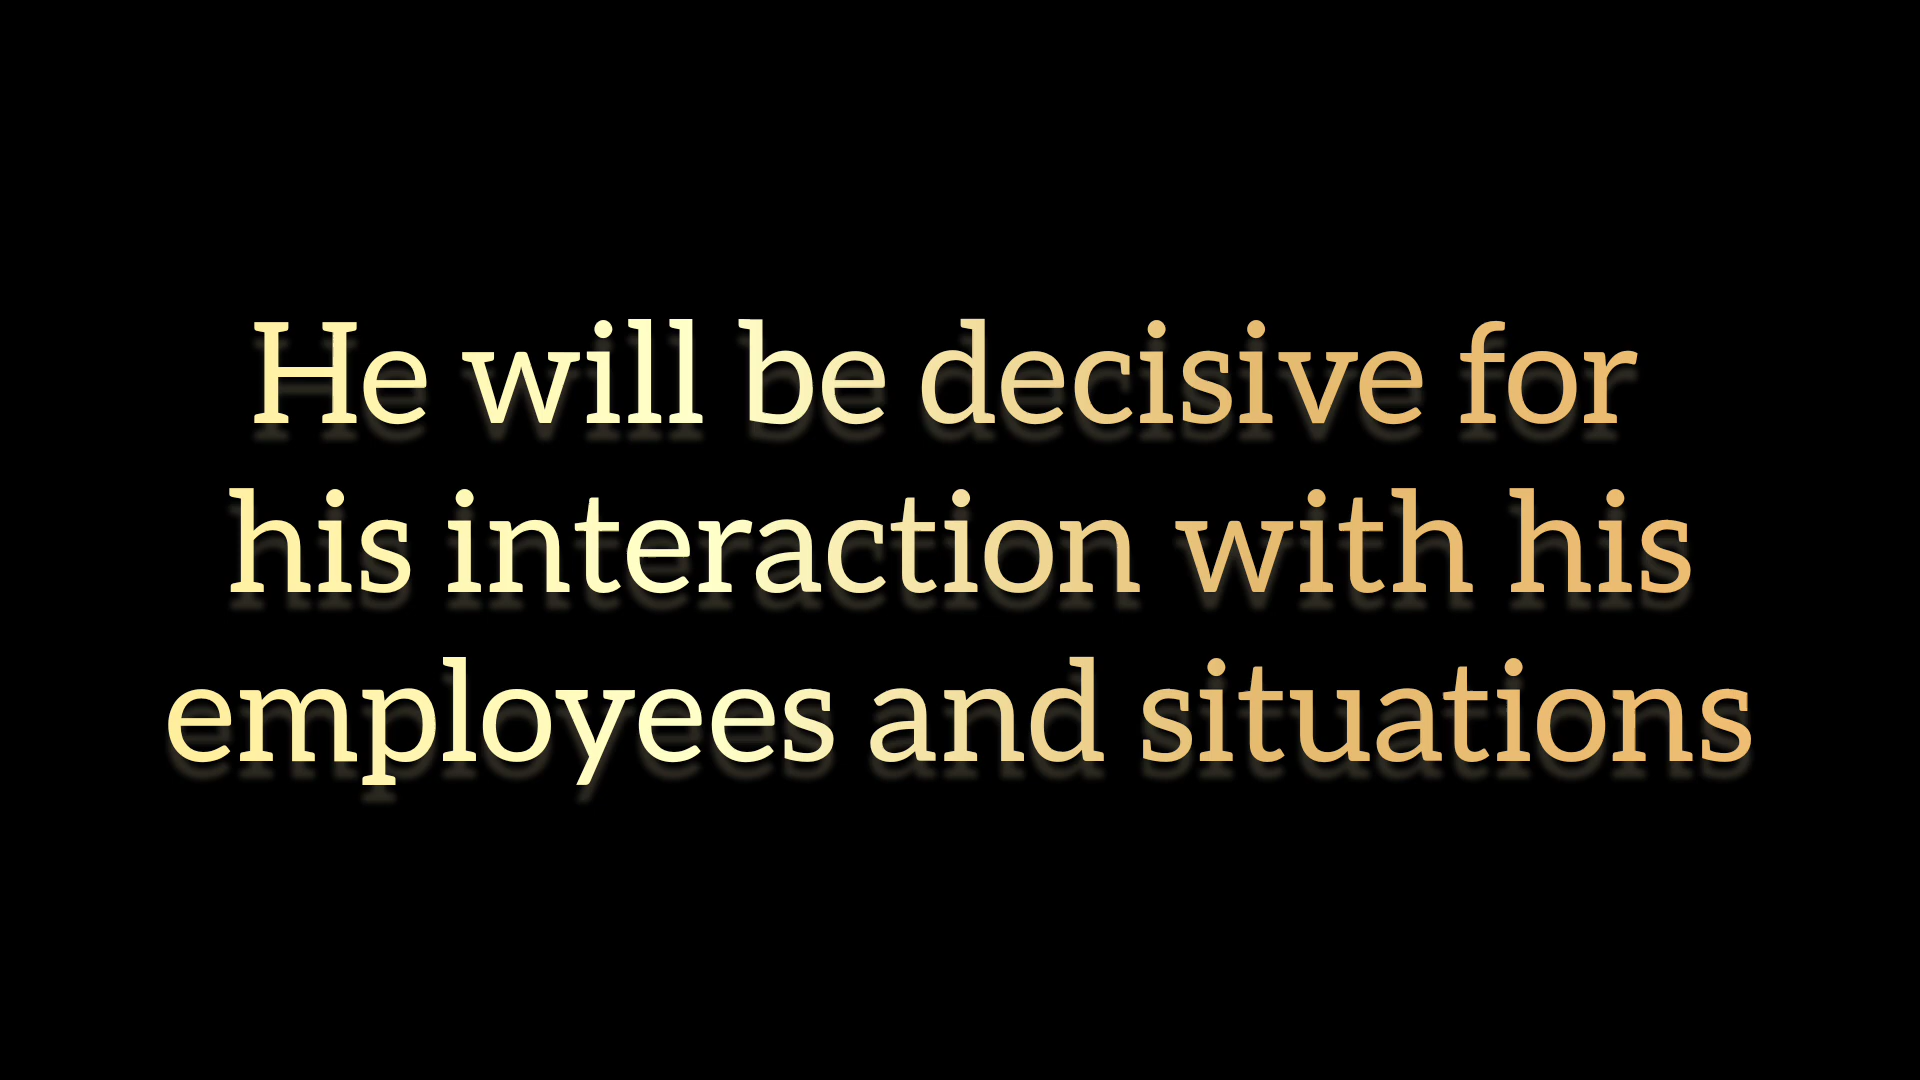 He will be decisive for
his interaction with his
employees and situations